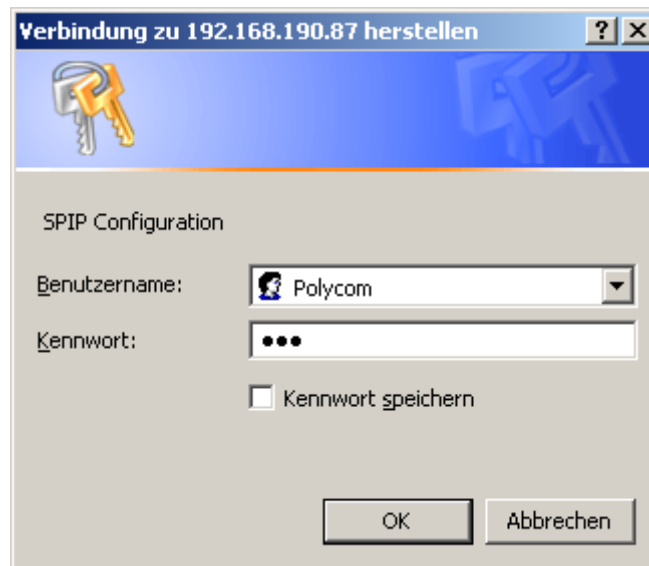 Verbindung zu 192.168.190.87 herstellen
SPIP Configuration
Benutzername: Polycom
Kennwort: •••
Kennwort speichern
OK Abbrechen